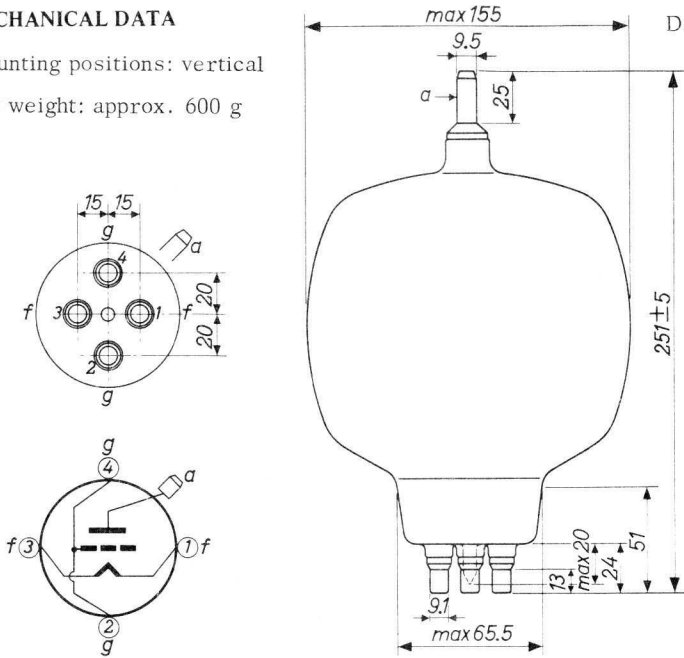 CHANICAL DATA
unting positions: vertical
weight: approx. 600 g
D
max 155
9.5
a
25
251±5
15 15
g
a
4
f 3 1 f
20
20
2
g
g
4
a
f 3 1 f
2
g
51
max 20
24
13
9.1
max 65.5